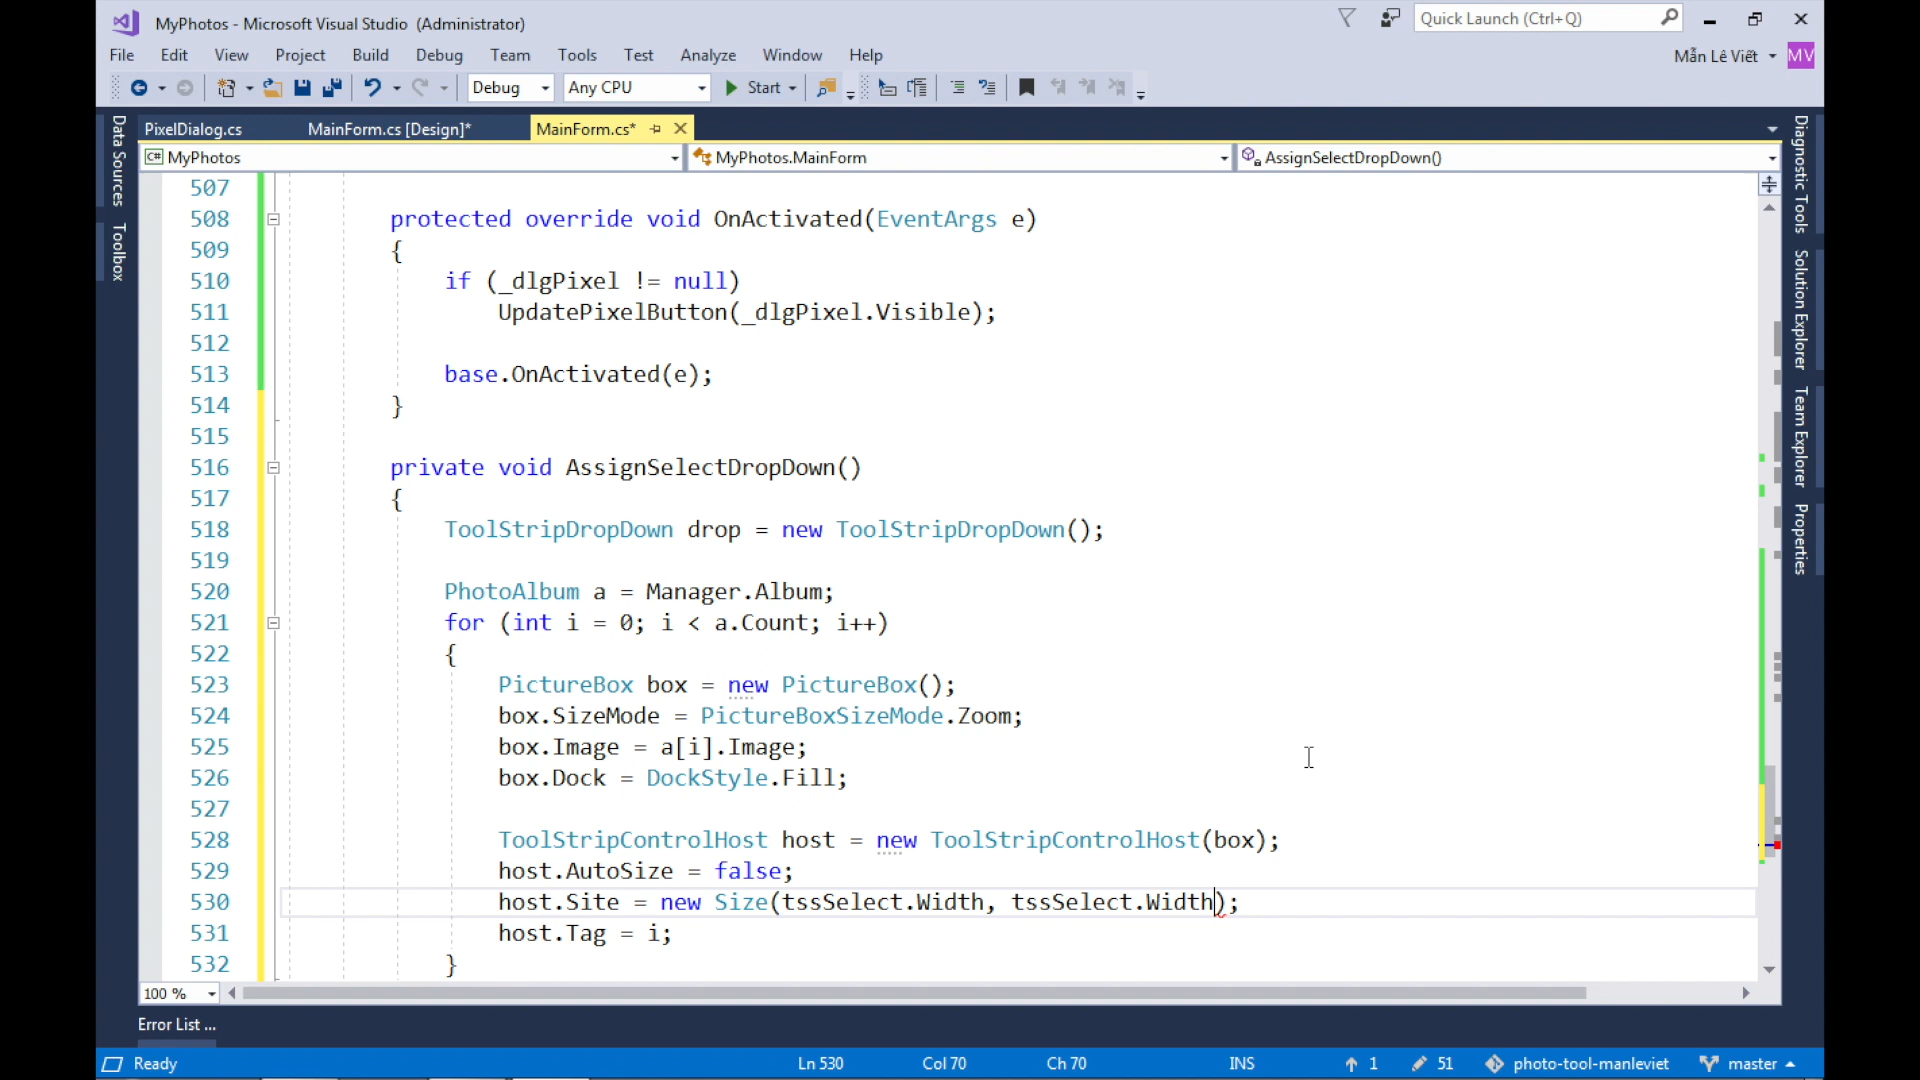 MyPhotos - Microsoft Visual Studio (Administrator)
Quick Launch (Ctrl+Q)
File Edit View Project Build Debug Team Tools Test Analyze Window Help
Mẫn Lê Viết MV
Debug Any CPU Start
PixelDialog.cs MainForm.cs [Design]* MainForm.cs*
C# MyPhotos MyPhotos.MainForm AssignSelectDropDown()
Data Sources
Toolbox
Diagnostic Tools
Solution Explorer
Team Explorer
Properties
507
508 protected override void OnActivated(EventArgs e)
509 {
510 if (_dlgPixel != null)
511 UpdatePixelButton(_dlgPixel.Visible);
512
513 base.OnActivated(e);
514 }
515
516 private void AssignSelectDropDown()
517 {
518 ToolStripDropDown drop = new ToolStripDropDown();
519
520 PhotoAlbum a = Manager.Album;
521 for (int i = 0; i < a.Count; i++)
522 {
523 PictureBox box = new PictureBox();
524 box.SizeMode = PictureBoxSizeMode.Zoom;
525 box.Image = a[i].Image;
526 box.Dock = DockStyle.Fill;
527
528 ToolStripControlHost host = new ToolStripControlHost(box);
529 host.AutoSize = false;
530 host.Site = new Size(tssSelect.Width, tssSelect.Width);
531 host.Tag = i;
532 }
100 %
Error List ...
Ready Ln 530 Col 70 Ch 70 INS 1 51 photo-tool-manleviet master